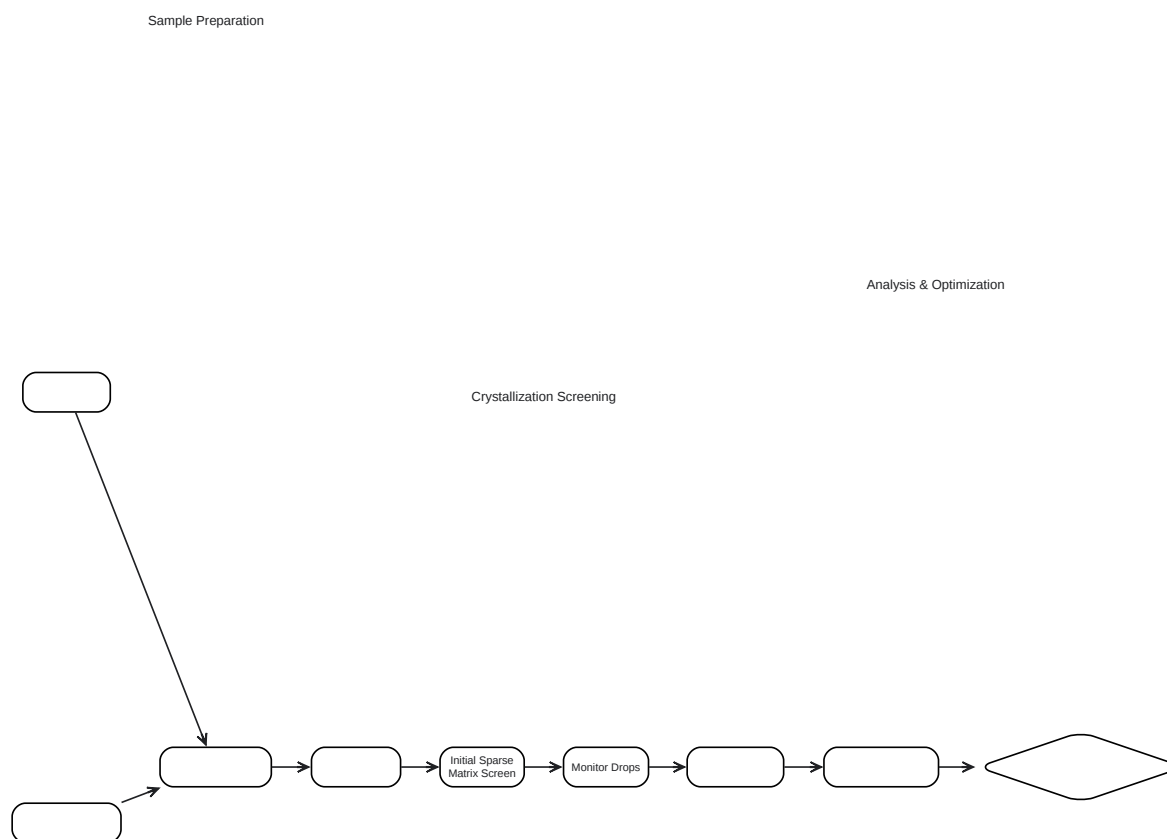 Sample Preparation
Analysis & Optimization
Crystallization Screening
Initial Sparse
Matrix Screen
Monitor Drops